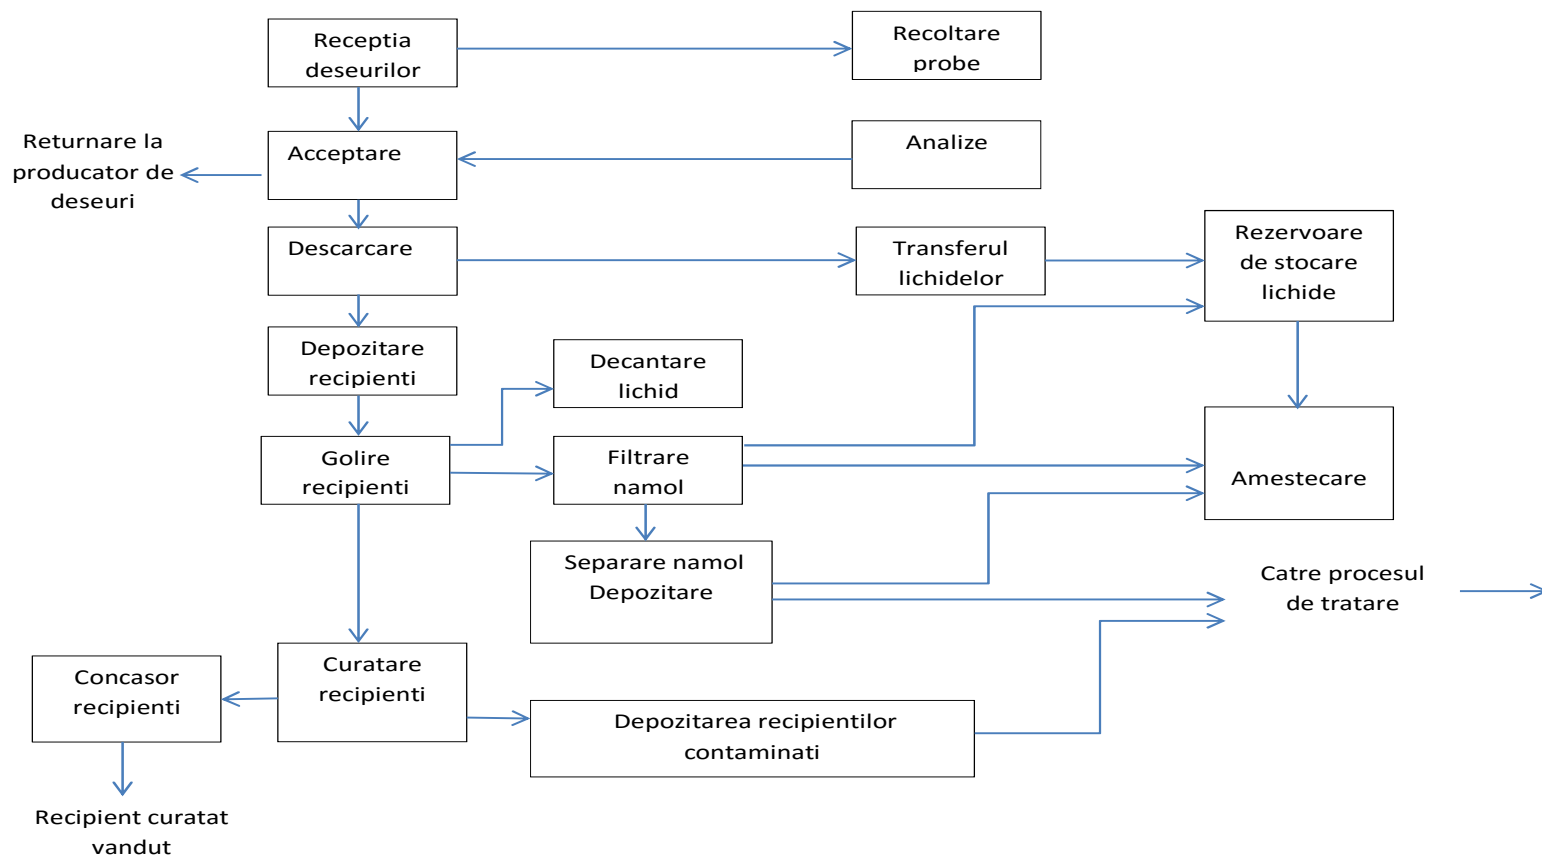 Receptia
deseurilor
Recoltare
probe
Returnare la
producator de
deseuri
Acceptare
Analize
Descarcare
Transferul
lichidelor
Rezervoare
de stocare
lichide
Depozitare
recipienti
Decantare
lichid
Golire
recipienti
Filtrare
namol
Amestecare
Separare namol
Depozitare
Catre procesul
de tratare
Concasor
recipienti
Curatare
recipienti
Depozitarea recipientilor
contaminati
Recipient curatat
vandut